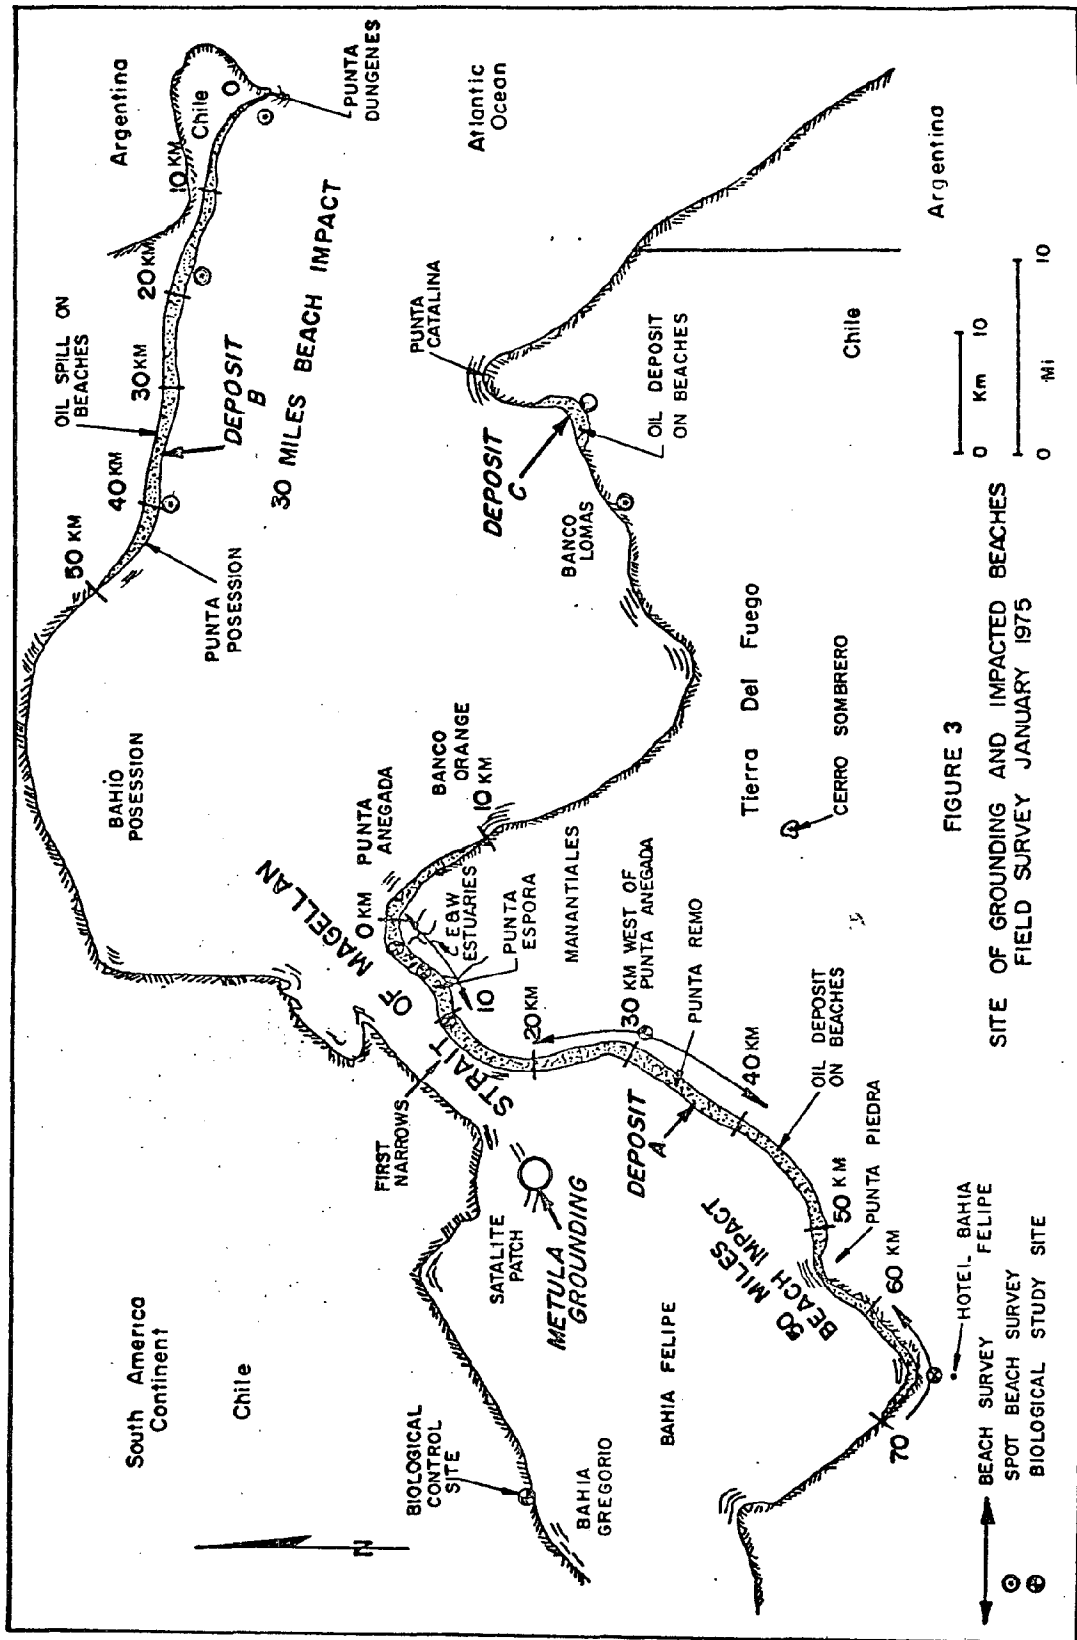 South America
Continent
Chile
Argentina
Chile
10 KM
20 KM
30 KM
40 KM
50 KM
OIL SPILL ON
BEACHES
DEPOSIT
B
30 MILES BEACH IMPACT
PUNTA
DUNGENES
PUNTA
POSESSION
BAHIO
POSESSION
Atlantic
Ocean
PUNTA
CATALINA
DEPOSIT
C
OIL DEPOSIT
ON BEACHES
BANCO
LOMAS
Argentina
Chile
STRAIT OF MAGELLAN
FIRST
NARROWS
0 KM PUNTA
ANEGADA
BANCO
ORANGE
10 KM
E&W
ESTUARIES
PUNTA
ESPORA
10
MANANTIALES
20 KM
30 KM WEST OF
PUNTA ANEGADA
PUNTA REMO
40 KM
DEPOSIT
A
OIL DEPOSIT
ON BEACHES
50 KM
PUNTA PIEDRA
60 KM
70
50 MILES
BEACH IMPACT
SATALITE
PATCH
METULA
GROUNDING
BIOLOGICAL
CONTROL
SITE
BAHIA
GREGORIO
BAHIA FELIPE
HOTEL BAHIA
FELIPE
Tierra Del Fuego
CERRO SOMBRERO
N
0 Km 10
0 Mi 10
BEACH SURVEY
SPOT BEACH SURVEY
BIOLOGICAL STUDY SITE
FIGURE 3
SITE OF GROUNDING AND IMPACTED BEACHES
FIELD SURVEY JANUARY 1975